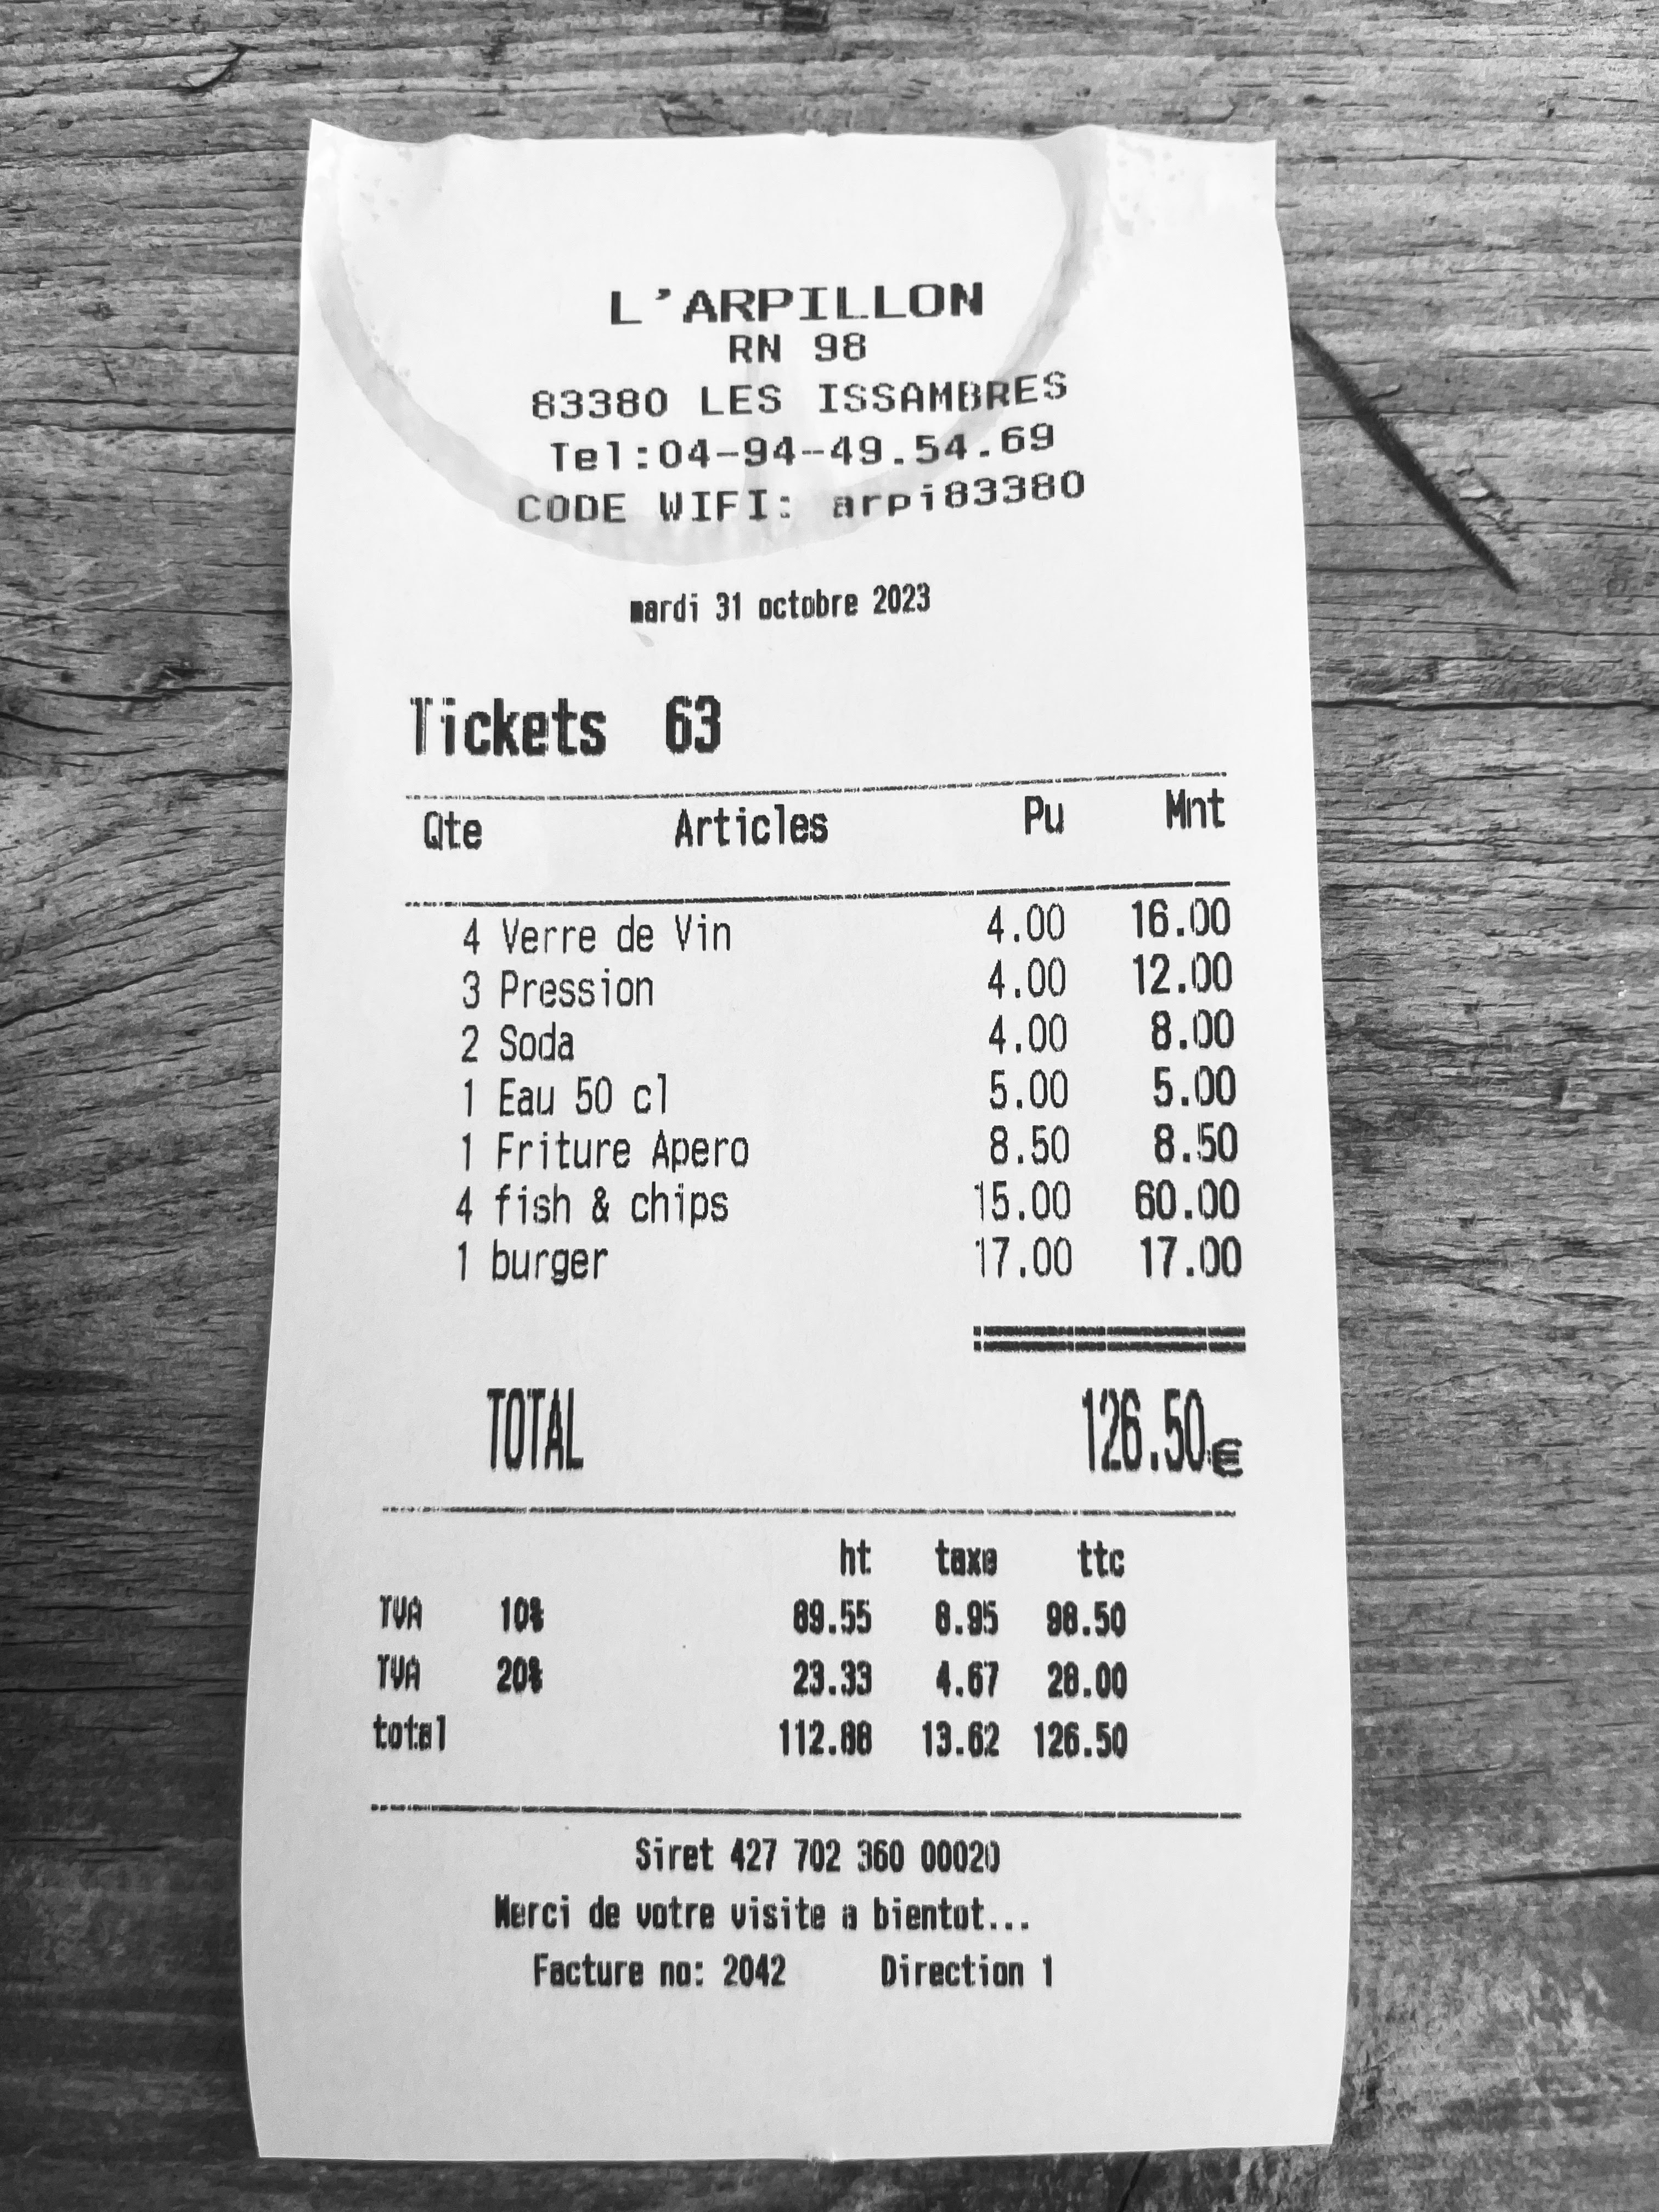 L'ARPILLON
RN 98
83380 LES ISSAMBRES
Tel:04-94-49.54.69
CODE WIFI: arpi83380
mardi 31 octobre 2023
Tickets 63
Qte Articles Pu Mnt
4 Verre de Vin 4.00 16.00
3 Pression 4.00 12.00
2 Soda 4.00 8.00
1 Eau 50 cl 5.00 5.00
1 Friture Apero 8.50 8.50
4 fish & chips 15.00 60.00
1 burger 17.00 17.00
TOTAL 126.50€
ht taxe ttc
TVA 10% 89.55 8.95 98.50
TVA 20% 23.33 4.67 28.00
total 112.88 13.62 126.50
Siret 427 702 360 00020
Merci de votre visite a bientot...
Facture no: 2042 Direction 1